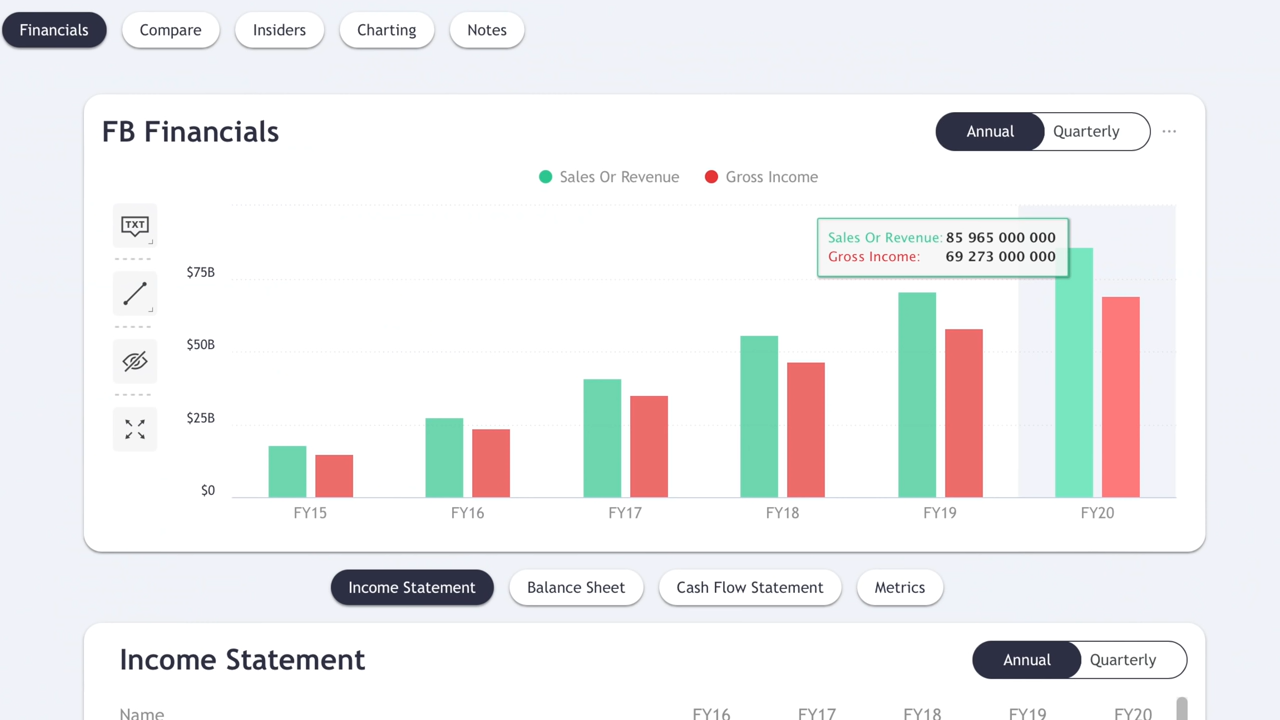 Financials Compare Insiders Charting Notes
FB Financials
Annual Quarterly ...
Sales Or Revenue Gross Income
TXT
Sales Or Revenue: 85 965 000 000
Gross Income: 69 273 000 000
$75B
$50B
$25B
$0
FY15 FY16 FY17 FY18 FY19 FY20
Income Statement Balance Sheet Cash Flow Statement Metrics
Income Statement
Annual Quarterly
Name FY16 FY17 FY18 FY19 FY20